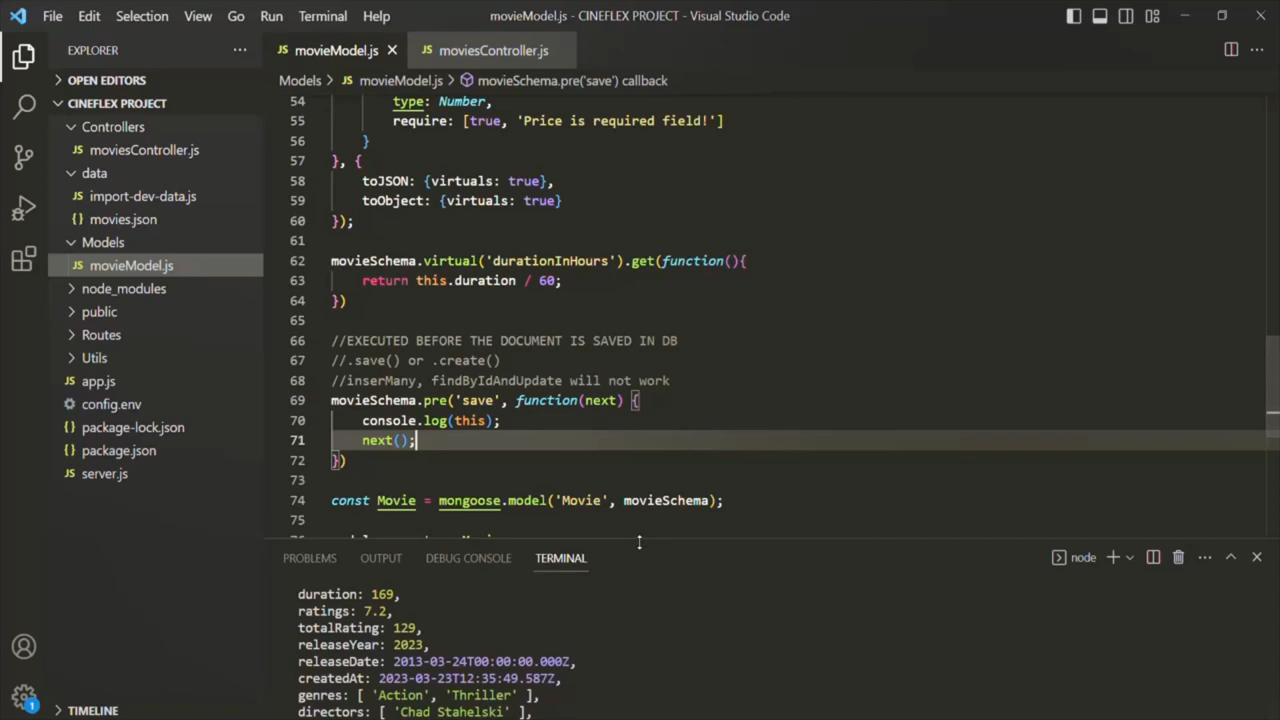 File Edit Selection View Go Run Terminal Help movieModel.js - CINEFLEX PROJECT - Visual Studio Code
EXPLORER
OPEN EDITORS
CINEFLEX PROJECT
Controllers
JS moviesController.js
data
JS import-dev-data.js
{} movies.json
Models
JS movieModel.js
node_modules
public
Routes
Utils
JS app.js
config.env
package-lock.json
package.json
JS server.js
TIMELINE
1
JS movieModel.js JS moviesController.js
Models > JS movieModel.js > movieSchema.pre('save') callback
54 type: Number,
55 require: [true, 'Price is required field!']
56 }
57 }, {
58 toJSON: {virtuals: true},
59 toObject: {virtuals: true}
60 });
61
62 movieSchema.virtual('durationInHours').get(function(){
63 return this.duration / 60;
64 })
65
66 //EXECUTED BEFORE THE DOCUMENT IS SAVED IN DB
67 //.save() or .create()
68 //inserMany, findByIdAndUpdate will not work
69 movieSchema.pre('save', function(next) {
70 console.log(this);
71 next();
72 })
73
74 const Movie = mongoose.model('Movie', movieSchema);
75
PROBLEMS OUTPUT DEBUG CONSOLE TERMINAL node
duration: 169,
ratings: 7.2,
totalRating: 129,
releaseYear: 2023,
releaseDate: 2013-03-24T00:00:00.000Z,
createdAt: 2023-03-23T12:35:49.587Z,
genres: [ 'Action', 'Thriller' ],
directors: [ 'Chad Stahelski' ],